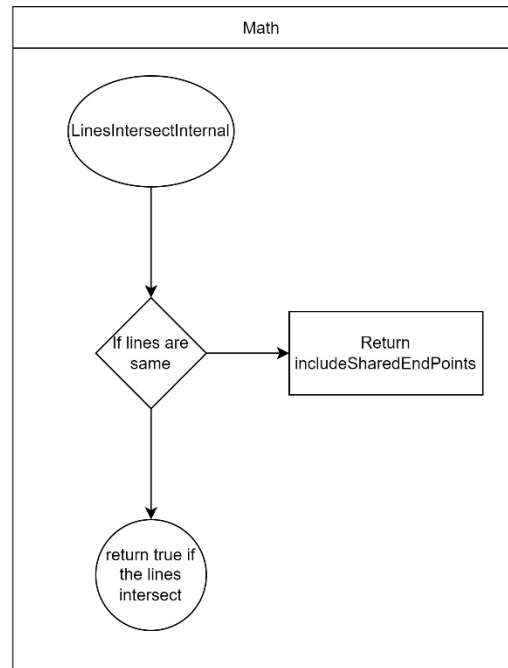 Math
LinesIntersectInternal
If lines are
same
Return
includeSharedEndPoints
return true if
the lines
intersect